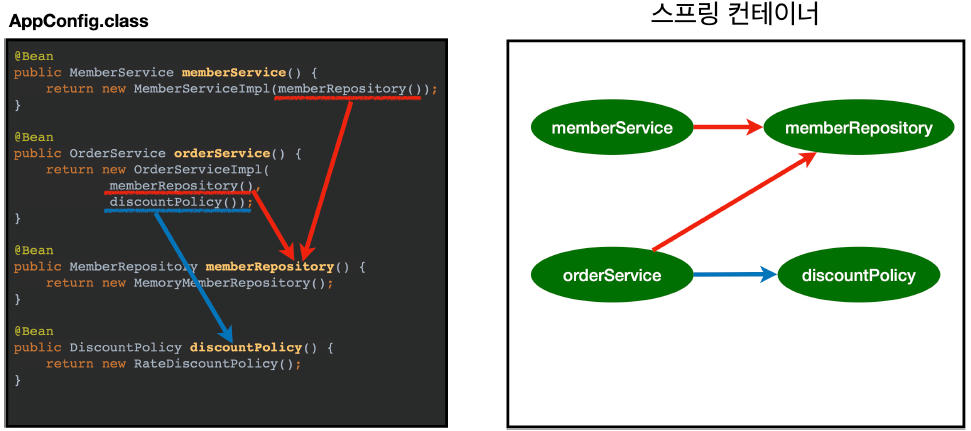 AppConfig.class
@Bean
public MemberService memberService() {
    return new MemberServiceImpl(memberRepository());
}
@Bean
public OrderService orderService() {
    return new OrderServiceImpl(
            memberRepository(),
            discountPolicy());
}
@Bean
public MemberRepository memberRepository() {
    return new MemoryMemberRepository();
}
@Bean
public DiscountPolicy discountPolicy() {
    return new RateDiscountPolicy();
}
스프링 컨테이너
memberService
memberRepository
orderService
discountPolicy